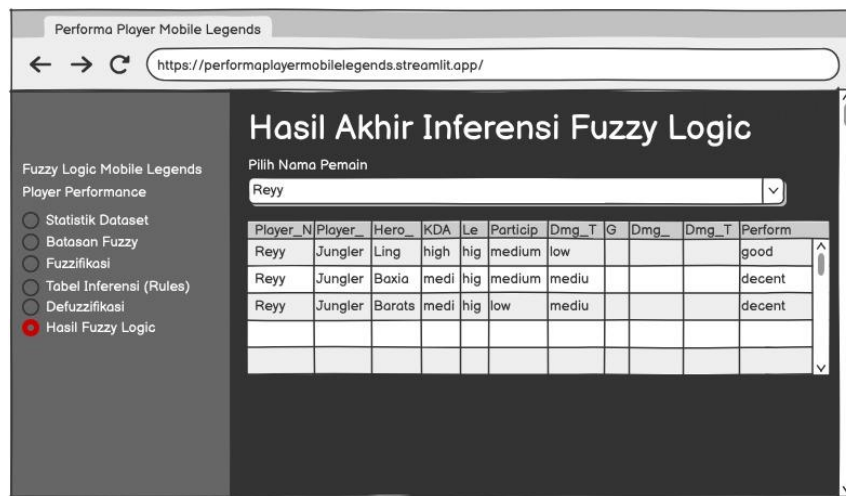 Performa Player Mobile Legends
https://performaplayermobilelegends.streamlit.app/
Fuzzy Logic Mobile Legends
Player Performance
Statistik Dataset
Batasan Fuzzy
Fuzzifikasi
Tabel Inferensi (Rules)
Defuzzifikasi
Hasil Fuzzy Logic
Hasil Akhir Inferensi Fuzzy Logic
Pilih Nama Pemain
Reyy
Player_N Player_ Hero_ KDA Le Particip Dmg_T G Dmg_ Dmg_T Perform
Reyy Jungler Ling high hig medium low good
Reyy Jungler Baxia medi hig medium mediu decent
Reyy Jungler Barats medi hig low mediu decent